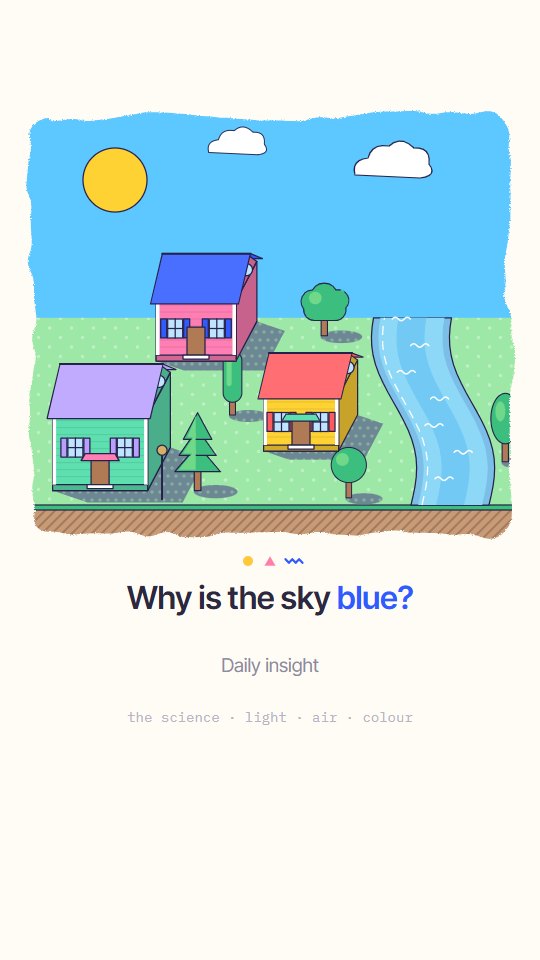 Why is the sky blue?
Daily insight
the science · light · air · colour